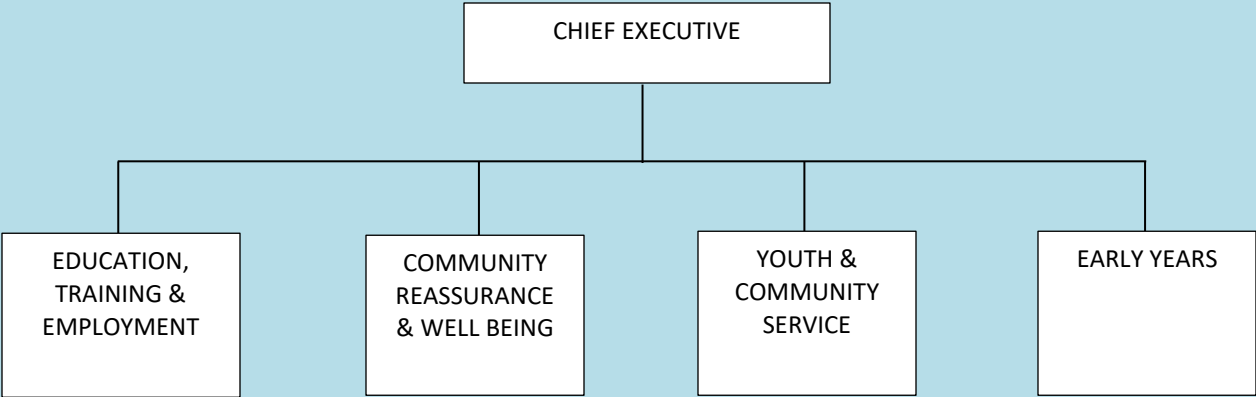 CHIEF EXECUTIVE
EDUCATION,
TRAINING &
EMPLOYMENT
COMMUNITY
REASSURANCE
& WELL BEING
YOUTH &
COMMUNITY
SERVICE
EARLY YEARS